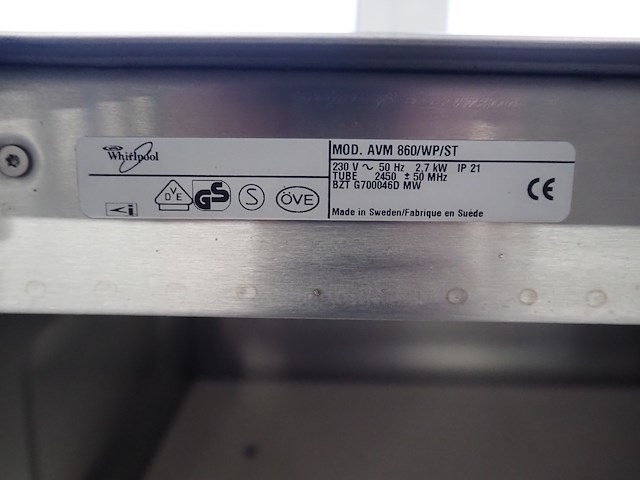 Whirlpool
MOD. AVM 860/WP/ST
230 V ~ 50 Hz 2,7 kW IP 21
TUBE 2450 ± 50 MHz
BZT G700046D MW
VDE GS S ÖVE
CE
Made in Sweden/Fabrique en Suède